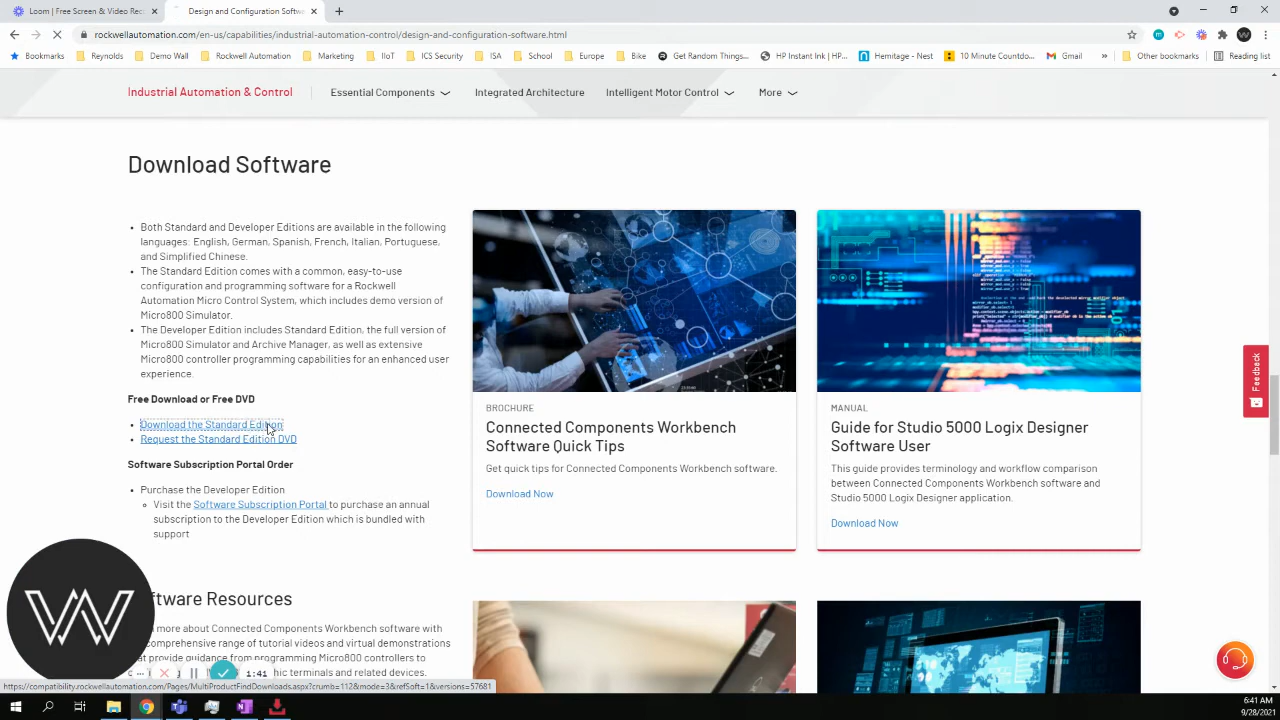 Loom | Free Screen & Video Rec
Design and Configuration Softw
rockwellautomation.com/en-us/capabilities/industrial-automation-control/design-and-configuration-software.html
Bookmarks Reynolds Demo Wall Rockwell Automation Marketing IIoT ICS Security ISA School Europe Bike Get Random Things... HP Instant Ink | HP... Hemitage - Nest 10 Minute Countdo... Gmail » Other bookmarks Reading list
Industrial Automation & Control
Essential Components
Integrated Architecture
Intelligent Motor Control
More
Download Software
• Both Standard and Developer Editions are available in the following
languages: English, German, Spanish, French, Italian, Portuguese,
and Simplified Chinese.
• The Standard Edition comes with a common, easy-to-use
configuration and programming software for a Rockwell
Automation Micro Control System, which includes demo version of
Micro800 Simulator.
• The Developer Edition includes Standard Edition, the full version of
Micro800 Simulator and Archive Manager, as well as extensive
Micro800 controller programming capabilities for an enhanced user
experience.
Free Download or Free DVD
• Download the Standard Edition
• Request the Standard Edition DVD
Software Subscription Portal Order
• Purchase the Developer Edition
Visit the Software Subscription Portal to purchase an annual
subscription to the Developer Edition which is bundled with
support
BROCHURE
Connected Components Workbench
Software Quick Tips
Get quick tips for Connected Components Workbench software.
Download Now
MANUAL
Guide for Studio 5000 Logix Designer
Software User
This guide provides terminology and workflow comparison
between Connected Components Workbench software and
Studio 5000 Logix Designer application.
Download Now
Feedback
ftware Resources
more about Connected Components Workbench software with
comprehensive range of tutorial videos and virtual demonstrations
at provide guidance from programming Micro800 controllers to
hic terminals and related devices.
1:41
https://compatibility.rockwellautomation.com/Pages/MultiProductFindDownloads.aspx?crumb=112&mode=3&refSoft=1&versions=57681
6:41 AM
9/28/2021